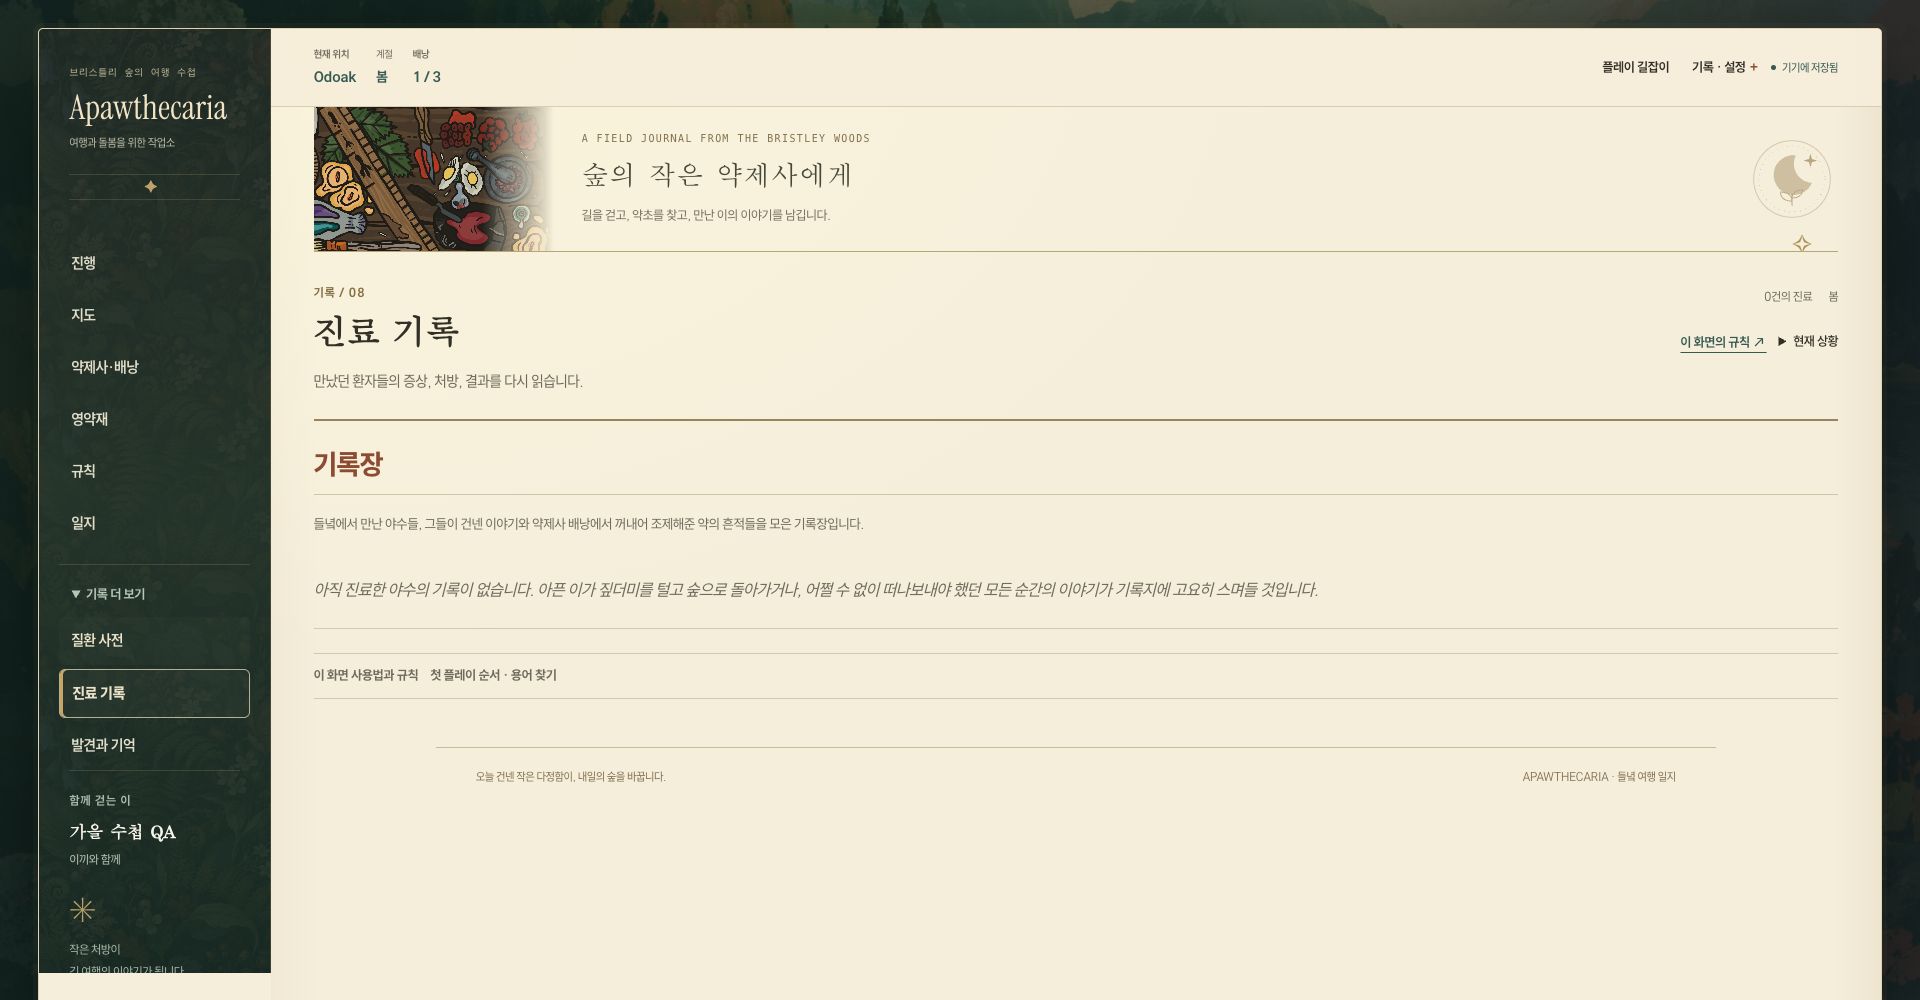 브리스틀리 숲의 여행 수첩
Apawthecaria
여행과 돌봄을 위한 작업소
진행
지도
약제사·배낭
영약재
규칙
일지
▼ 기록 더 보기
질환 사전
진료 기록
발견과 기억
함께 걷는 이
가을 수첩 QA
이끼와 함께
작은 처방이
긴 여행의 이야기가 됩니다
현재 위치 계절 배낭
Odoak 봄 1 / 3
플레이 길잡이 기록 · 설정 + • 기기에 저장됨
A FIELD JOURNAL FROM THE BRISTLEY WOODS
숲의 작은 약제사에게
길을 걷고, 약초를 찾고, 만난 이의 이야기를 남깁니다.
기록 / 08
0건의 진료 봄
진료 기록
이 화면의 규칙 ↗ ▶ 현재 상황
만났던 환자들의 증상, 처방, 결과를 다시 읽습니다.
기록장
들녘에서 만난 야수들, 그들이 건넨 이야기와 약제사 배낭에서 꺼내어 조제해준 약의 흔적들을 모은 기록장입니다.
아직 진료한 야수의 기록이 없습니다. 아픈 이가 짚더미를 털고 숲으로 돌아가거나, 어쩔 수 없이 떠나보내야 했던 모든 순간의 이야기가 기록지에 고요히 스며들 것입니다.
이 화면 사용법과 규칙 첫 플레이 순서 · 용어 찾기
오늘 건넨 작은 다정함이, 내일의 숲을 바꿉니다.
APAWTHECARIA · 들녘 여행 일지